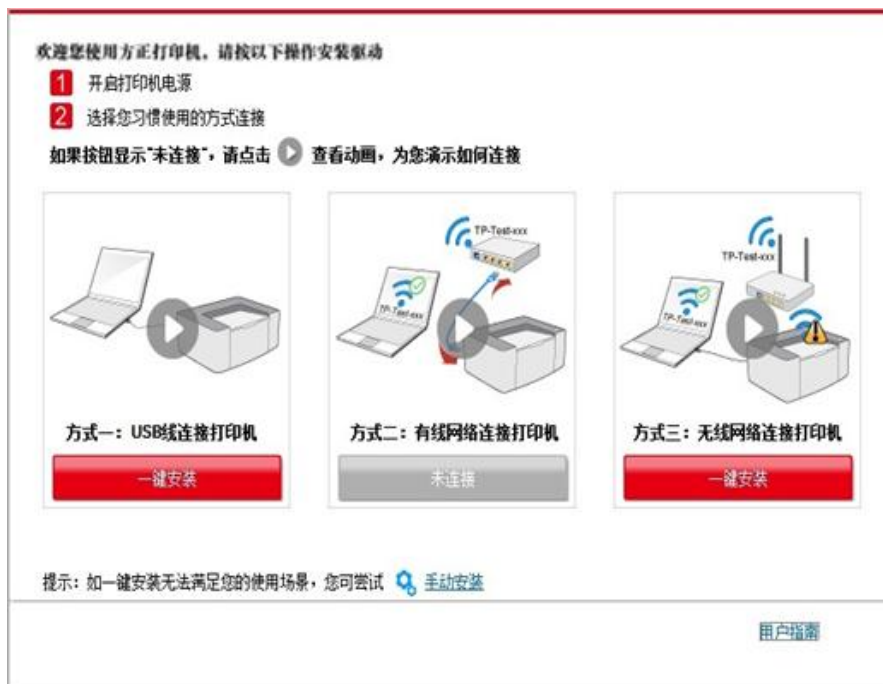 欢迎您使用方正打印机。请按以下操作安装驱动
1 开启打印机电源
2 选择您习惯使用的方式连接
如果按钮显示"未连接"，请点击 查看动画，为您演示如何连接
TP-Test-xxx
TP-Test-xxx
TP-Test-xxx
TP-Test-xxx
方式一：USB线连接打印机
方式二：有线网络连接打印机
方式三：无线网络连接打印机
一键安装
未连接
一键安装
提示：如一键安装无法满足您的使用场景，您可尝试 手动安装
用户指南